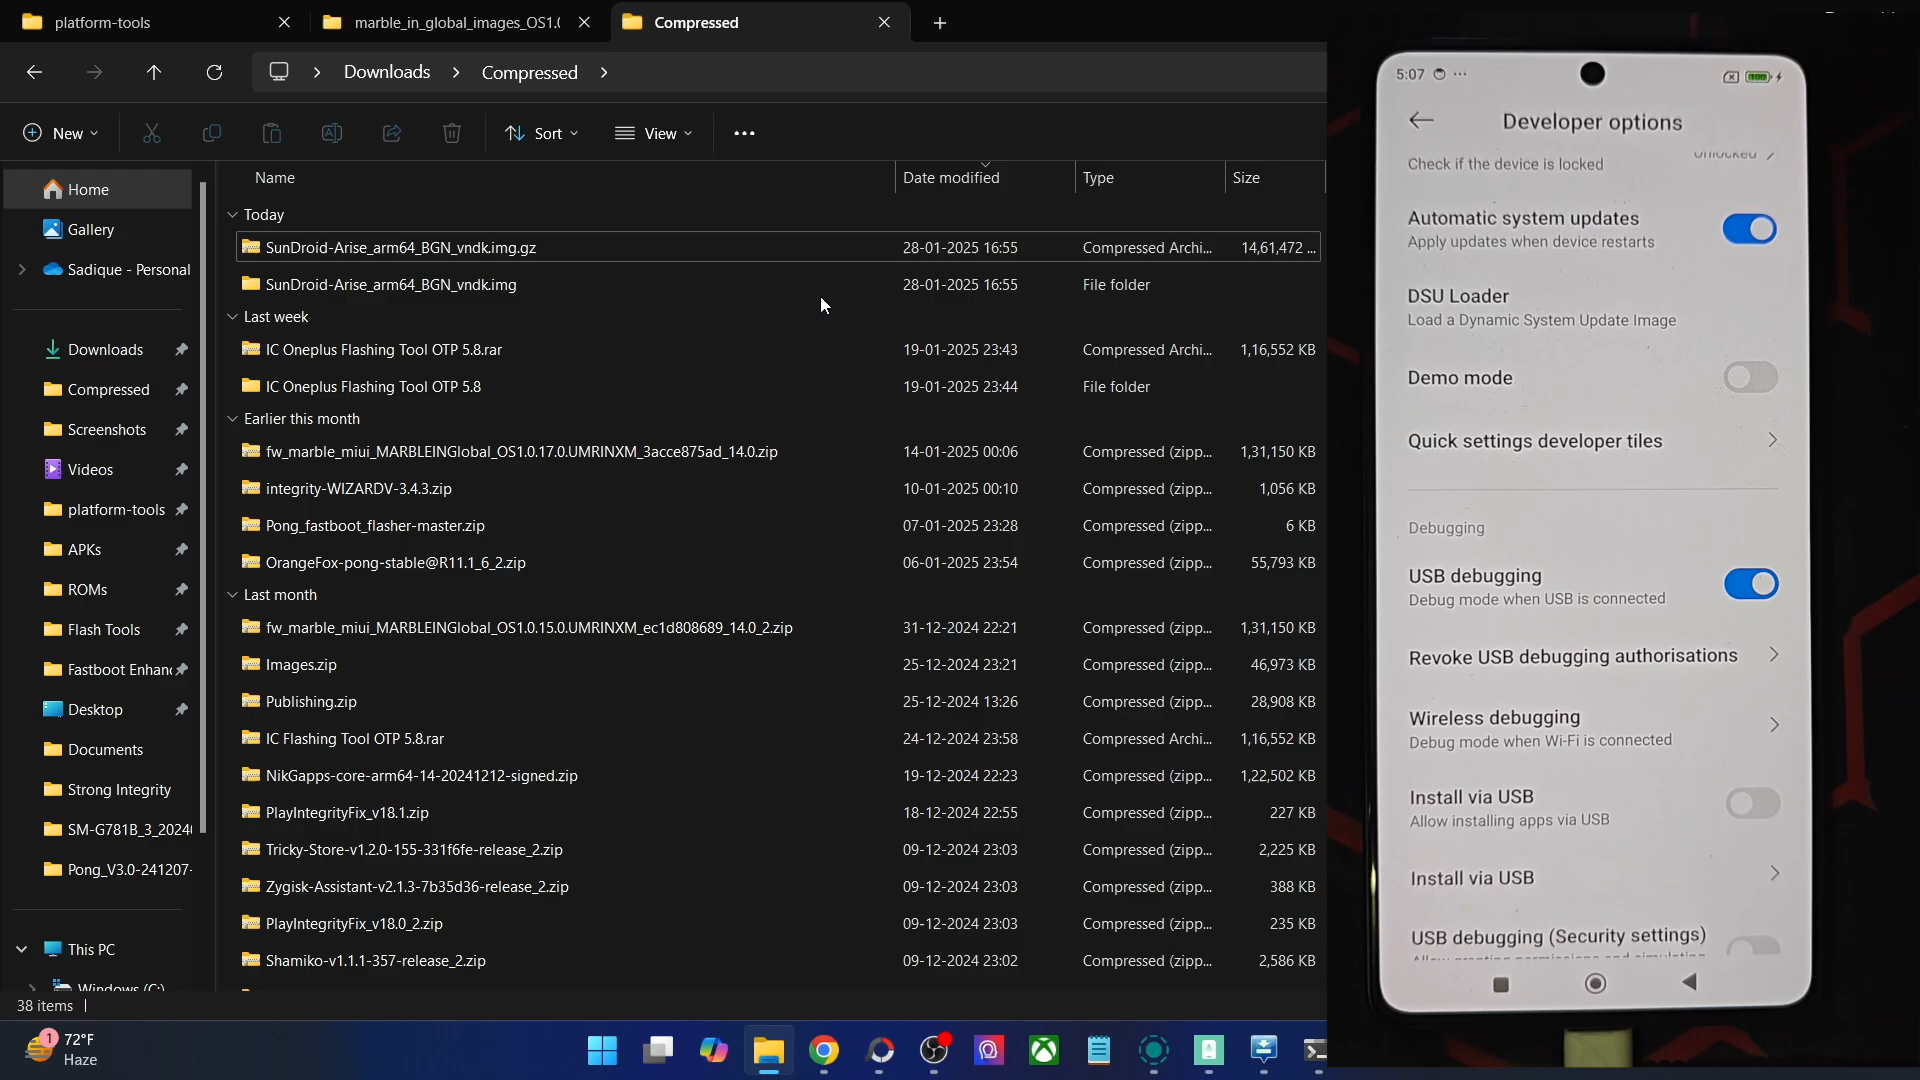 platform-tools
marble_in_global_images_OS1.(
Compressed
Downloads
Compressed
New
Sort
View
Name
Date modified
Type
Size
Home
Gallery
Sadique - Personal
Downloads
Compressed
Screenshots
Videos
platform-tools
APKs
ROMs
Flash Tools
Fastboot Enhanc
Desktop
Documents
Strong Integrity
SM-G781B_3_2024
Pong_V3.0-241207-
This PC
Windows (C:)
Today
SunDroid-Arise_arm64_BGN_vndk.img.gz 28-01-2025 16:55 Compressed Archi... 14,61,472 ...
SunDroid-Arise_arm64_BGN_vndk.img 28-01-2025 16:55 File folder
Last week
IC Oneplus Flashing Tool OTP 5.8.rar 19-01-2025 23:43 Compressed Archi... 1,16,552 KB
IC Oneplus Flashing Tool OTP 5.8 19-01-2025 23:44 File folder
Earlier this month
fw_marble_miui_MARBLEINGlobal_OS1.0.17.0.UMRINXM_3acce875ad_14.0.zip 14-01-2025 00:06 Compressed (zipp... 1,31,150 KB
integrity-WIZARDV-3.4.3.zip 10-01-2025 00:10 Compressed (zipp... 1,056 KB
Pong_fastboot_flasher-master.zip 07-01-2025 23:28 Compressed (zipp... 6 KB
OrangeFox-pong-stable@R11.1_6_2.zip 06-01-2025 23:54 Compressed (zipp... 55,793 KB
Last month
fw_marble_miui_MARBLEINGlobal_OS1.0.15.0.UMRINXM_ec1d808689_14.0_2.zip 31-12-2024 22:21 Compressed (zipp... 1,31,150 KB
Images.zip 25-12-2024 23:21 Compressed (zipp... 46,973 KB
Publishing.zip 25-12-2024 13:26 Compressed (zipp... 28,908 KB
IC Flashing Tool OTP 5.8.rar 24-12-2024 23:58 Compressed Archi... 1,16,552 KB
NikGapps-core-arm64-14-20241212-signed.zip 19-12-2024 22:23 Compressed (zipp... 1,22,502 KB
PlayIntegrityFix_v18.1.zip 18-12-2024 22:55 Compressed (zipp... 227 KB
Tricky-Store-v1.2.0-155-331f6fe-release_2.zip 09-12-2024 23:03 Compressed (zipp... 2,225 KB
Zygisk-Assistant-v2.1.3-7b35d36-release_2.zip 09-12-2024 23:03 Compressed (zipp... 388 KB
PlayIntegrityFix_v18.0_2.zip 09-12-2024 23:03 Compressed (zipp... 235 KB
Shamiko-v1.1.1-357-release_2.zip 09-12-2024 23:02 Compressed (zipp... 2,586 KB
38 items
1
72°F
Haze
5:07
100
Developer options
Unlocked
Check if the device is locked
Automatic system updates
Apply updates when device restarts
DSU Loader
Load a Dynamic System Update Image
Demo mode
Quick settings developer tiles
Debugging
USB debugging
Debug mode when USB is connected
Revoke USB debugging authorisations
Wireless debugging
Debug mode when Wi-Fi is connected
Install via USB
Allow installing apps via USB
Install via USB
USB debugging (Security settings)
Allow granting permissions and simulating